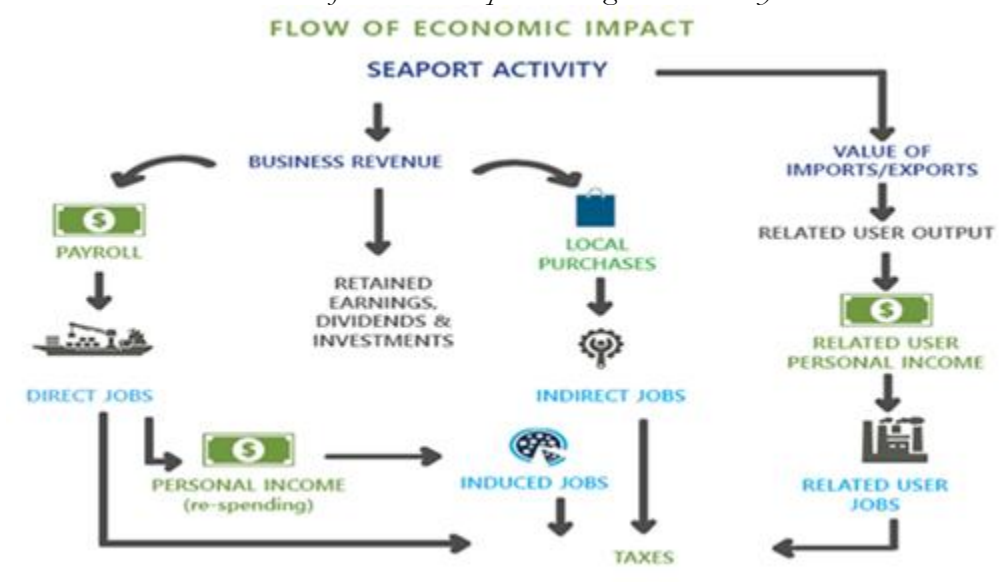 FLOW OF ECONOMIC IMPACT
SEAPORT ACTIVITY
BUSINESS REVENUE
VALUE OF
IMPORTS/EXPORTS
PAYROLL
LOCAL
PURCHASES
RELATED USER OUTPUT
RETAINED
EARNINGS,
DIVIDENDS &
INVESTMENTS
RELATED USER
PERSONAL INCOME
DIRECT JOBS
INDIRECT JOBS
PERSONAL INCOME
(re-spending)
INDUCED JOBS
RELATED USER
JOBS
TAXES